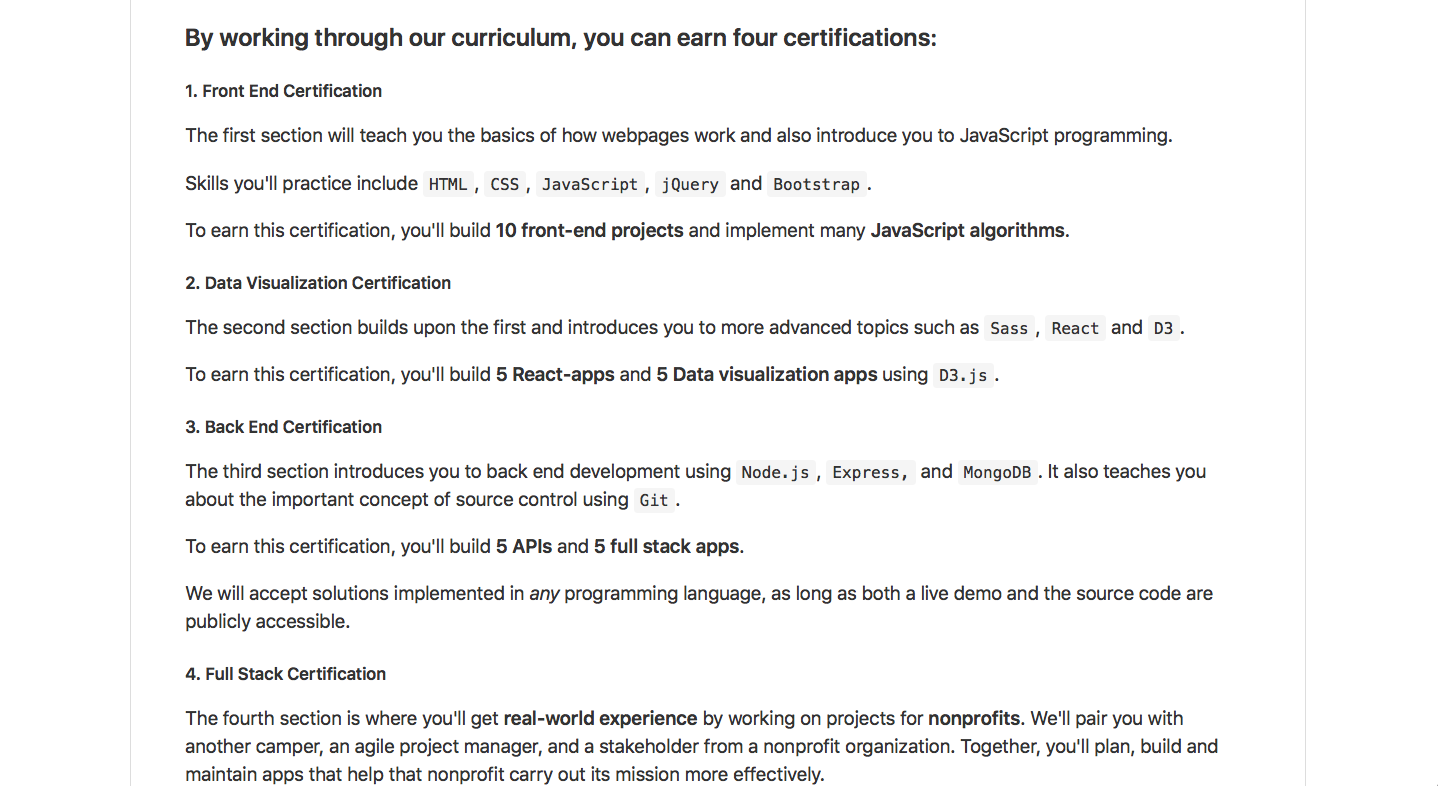 By working through our curriculum, you can earn four certifications:
1. Front End Certification
The first section will teach you the basics of how webpages work and also introduce you to JavaScript programming.
Skills you'll practice include HTML, CSS, JavaScript, jQuery and Bootstrap.
To earn this certification, you'll build 10 front-end projects and implement many JavaScript algorithms.
2. Data Visualization Certification
The second section builds upon the first and introduces you to more advanced topics such as Sass, React and D3.
To earn this certification, you'll build 5 React-apps and 5 Data visualization apps using D3.js.
3. Back End Certification
The third section introduces you to back end development using Node.js, Express, and MongoDB. It also teaches you
about the important concept of source control using Git.
To earn this certification, you'll build 5 APIs and 5 full stack apps.
We will accept solutions implemented in any programming language, as long as both a live demo and the source code are
publicly accessible.
4. Full Stack Certification
The fourth section is where you'll get real-world experience by working on projects for nonprofits. We'll pair you with
another camper, an agile project manager, and a stakeholder from a nonprofit organization. Together, you'll plan, build and
maintain apps that help that nonprofit carry out its mission more effectively.